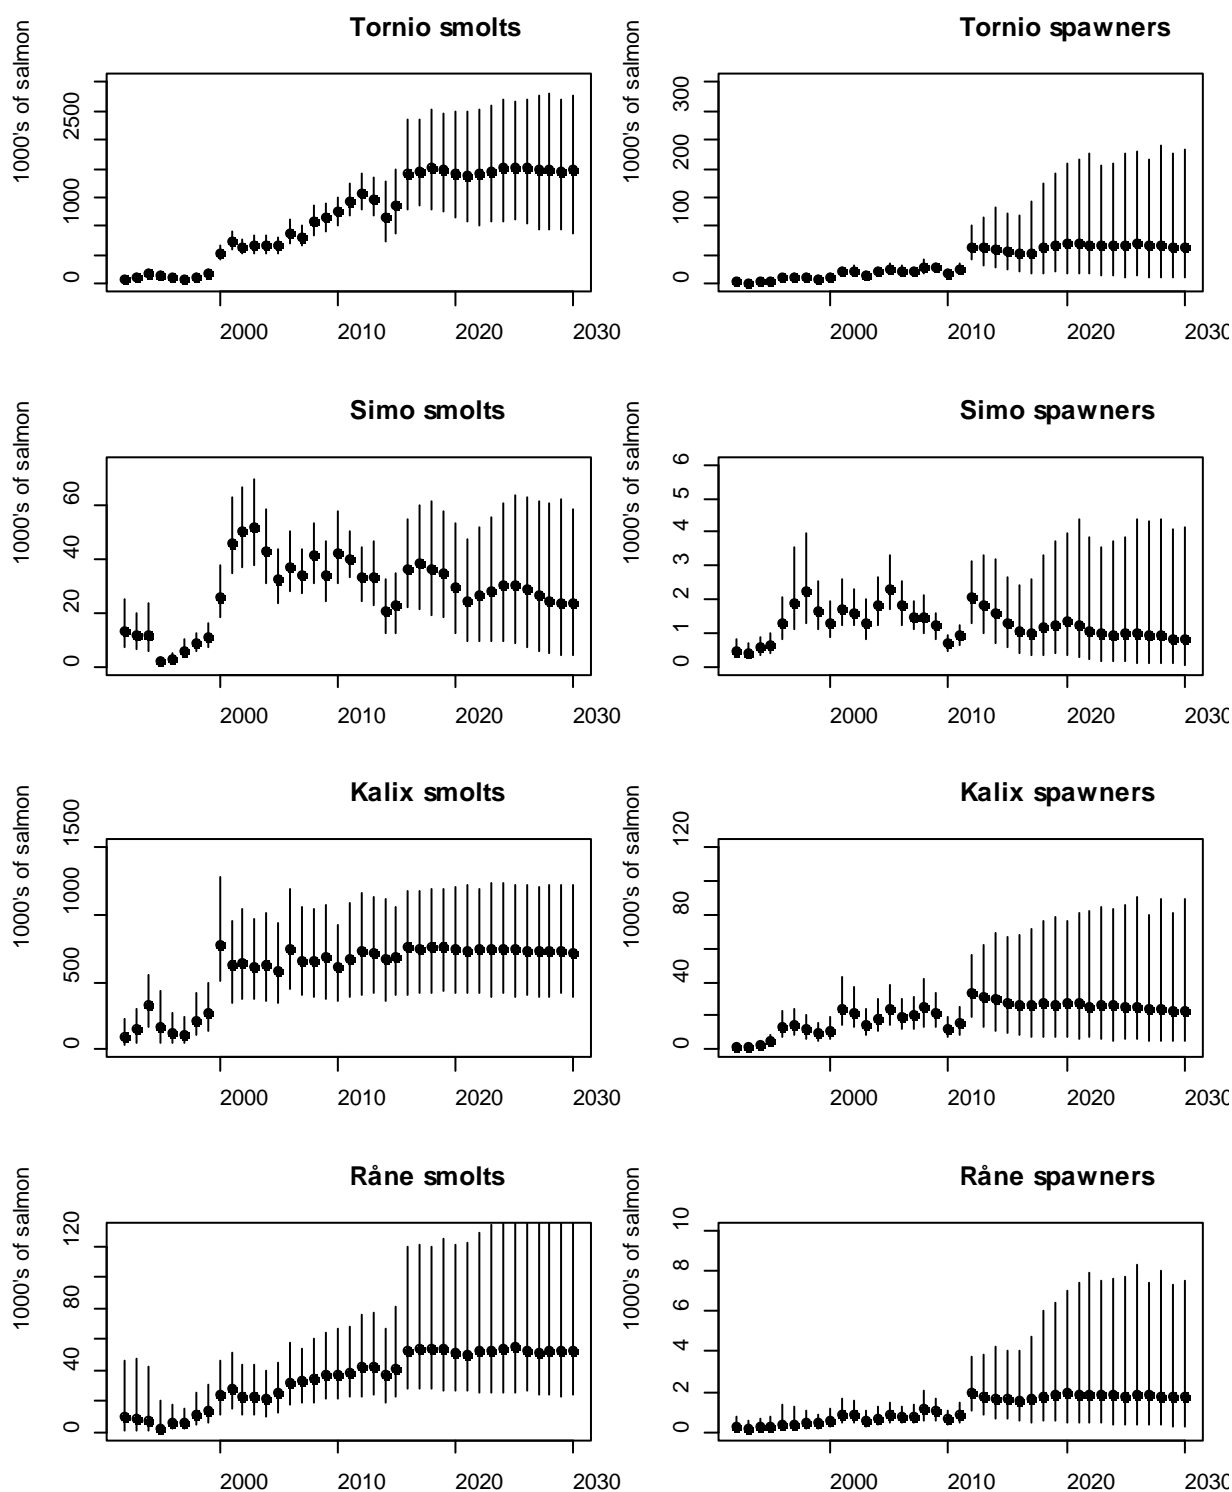 Tornio smolts
1000's of salmon
0 1000 2500
2000 2010 2020 2030
Tornio spawners
1000's of salmon
0 100 200 300
2000 2010 2020 2030
Simo smolts
1000's of salmon
0 20 40 60
2000 2010 2020 2030
Simo spawners
1000's of salmon
0 1 2 3 4 5 6
2000 2010 2020 2030
Kalix smolts
1000's of salmon
0 500 1000 1500
2000 2010 2020 2030
Kalix spawners
1000's of salmon
0 40 80 120
2000 2010 2020 2030
Råne smolts
1000's of salmon
0 40 80 120
2000 2010 2020 2030
Råne spawners
1000's of salmon
0 2 4 6 8 10
2000 2010 2020 2030